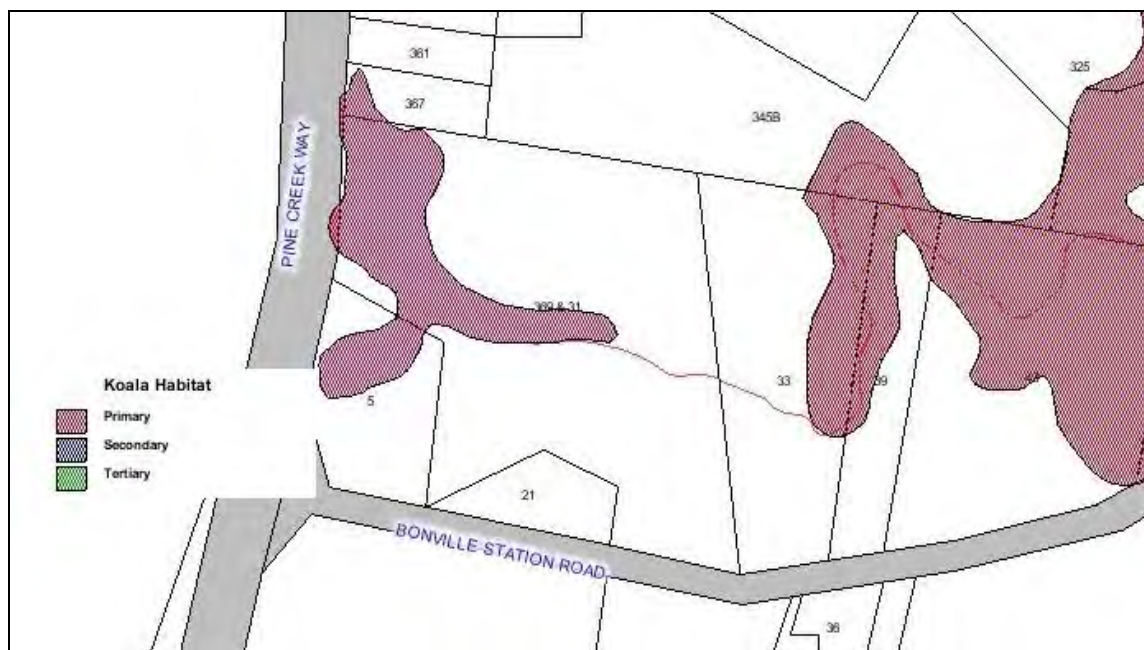 361
325
367
345B
PINE CREEK WAY
369 & 31
Koala Habitat
33
39
5
Primary
Secondary
Tertiary
21
BONVILLE STATION ROAD
36